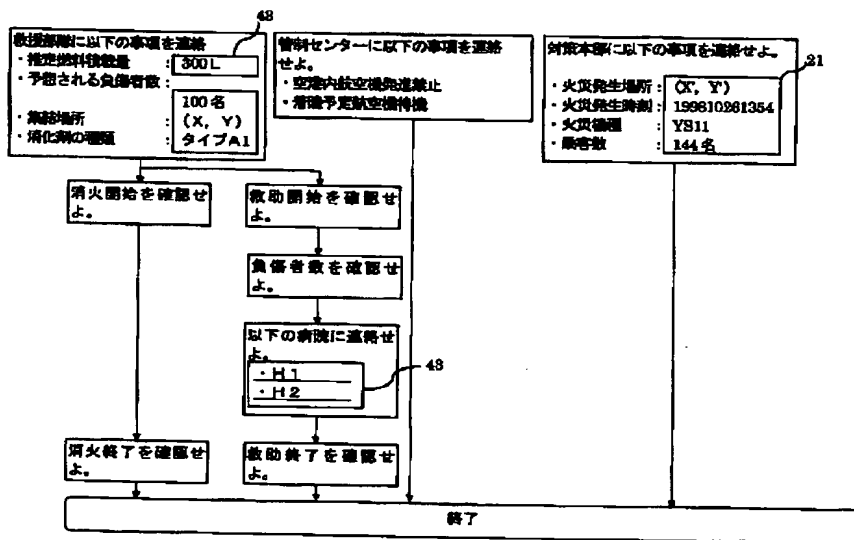 43
救援部隊に以下の事項を連絡
・推定燃料積載量 : 300L
・予想される負傷者数 :
100名
・集結場所 : (X, Y)
・消化剤の種類 : タイプA1
管制センターに以下の事項を連絡
せよ。
・空港内航空機発進禁止
・着陸予定航空機待機
対策本部に以下の事項を連絡せよ。
21
・火災発生場所 : (X', Y')
・火災発生時刻 : 199810261354
・火災機種 : YS11
・乗客数 : 144名
消火開始を確認せ
よ。
救助開始を確認せ
よ。
負傷者数を確認せ
よ。
以下の病院に連絡せ
よ。
・H1
・H2
43
消火終了を確認せ
よ。
救助終了を確認せ
よ。
終了